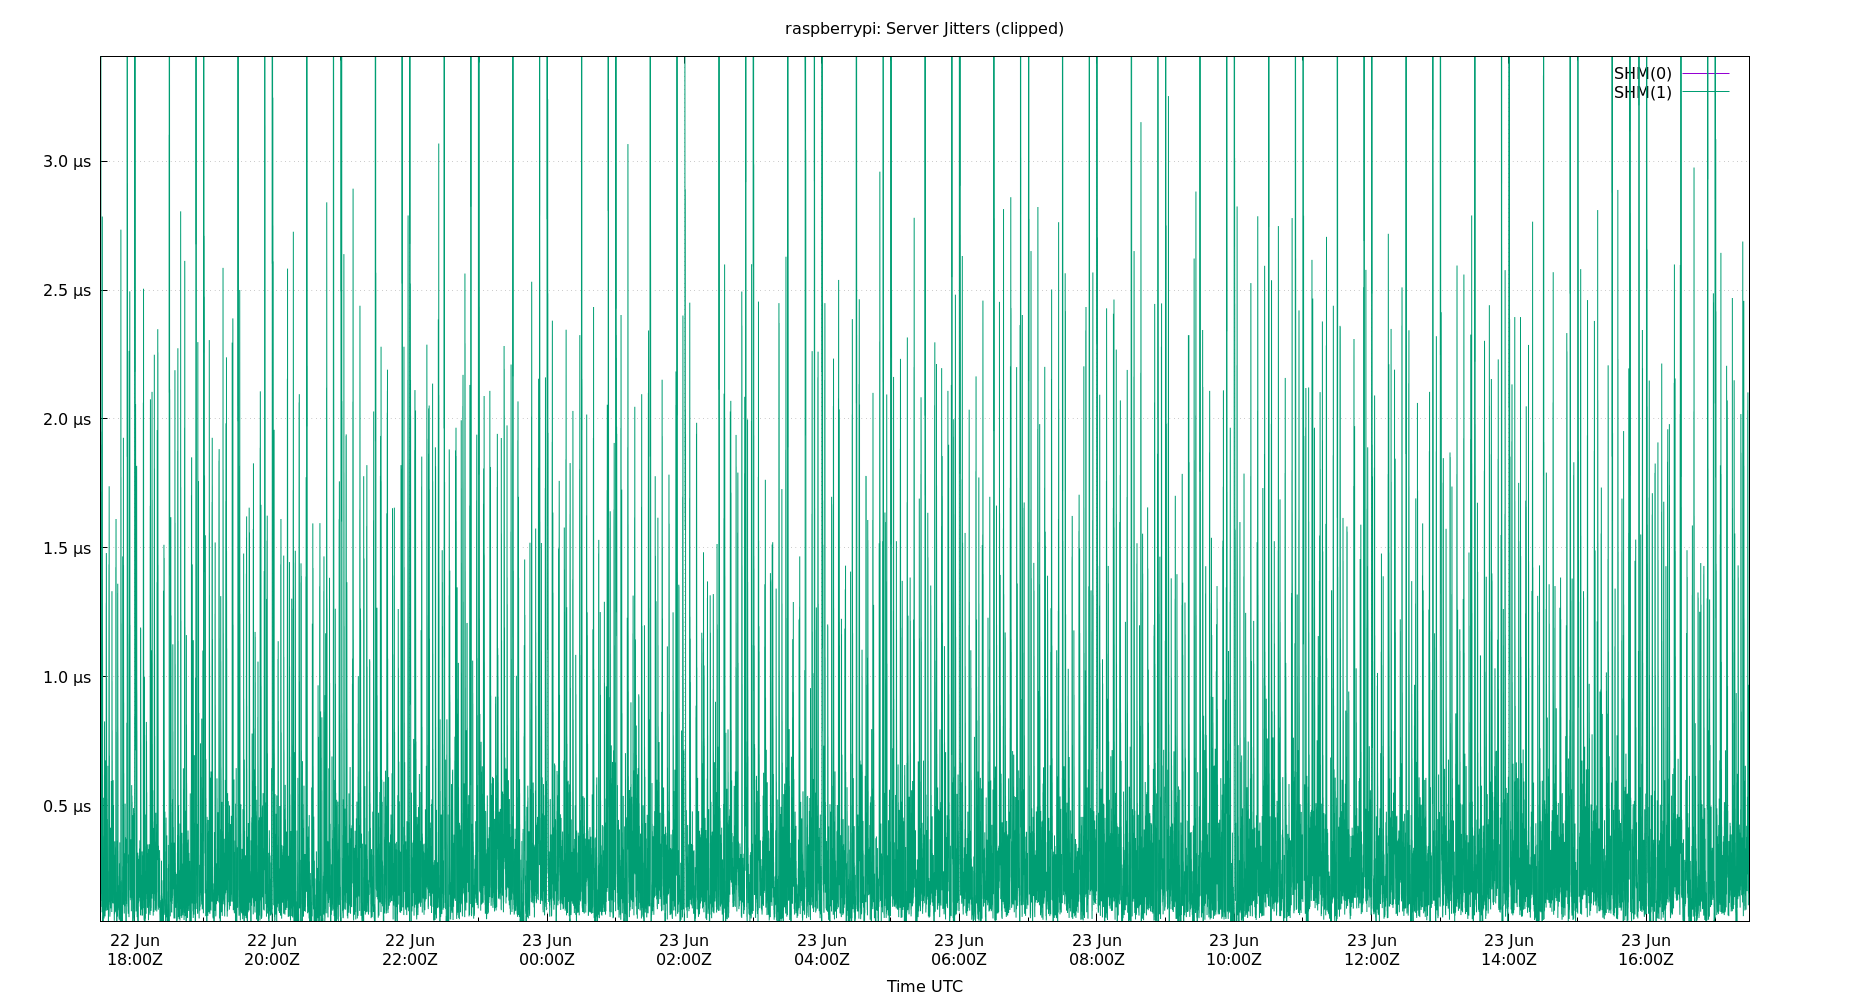 raspberrypi: Server Jitters (clipped)
SHM(0)
SHM(1)
3.0 µs
2.5 µs
2.0 µs
1.5 µs
1.0 µs
0.5 µs
22 Jun 22 Jun 22 Jun 23 Jun 23 Jun 23 Jun 23 Jun 23 Jun 23 Jun 23 Jun 23 Jun 23 Jun
18:00Z 20:00Z 22:00Z 00:00Z 02:00Z 04:00Z 06:00Z 08:00Z 10:00Z 12:00Z 14:00Z 16:00Z
Time UTC